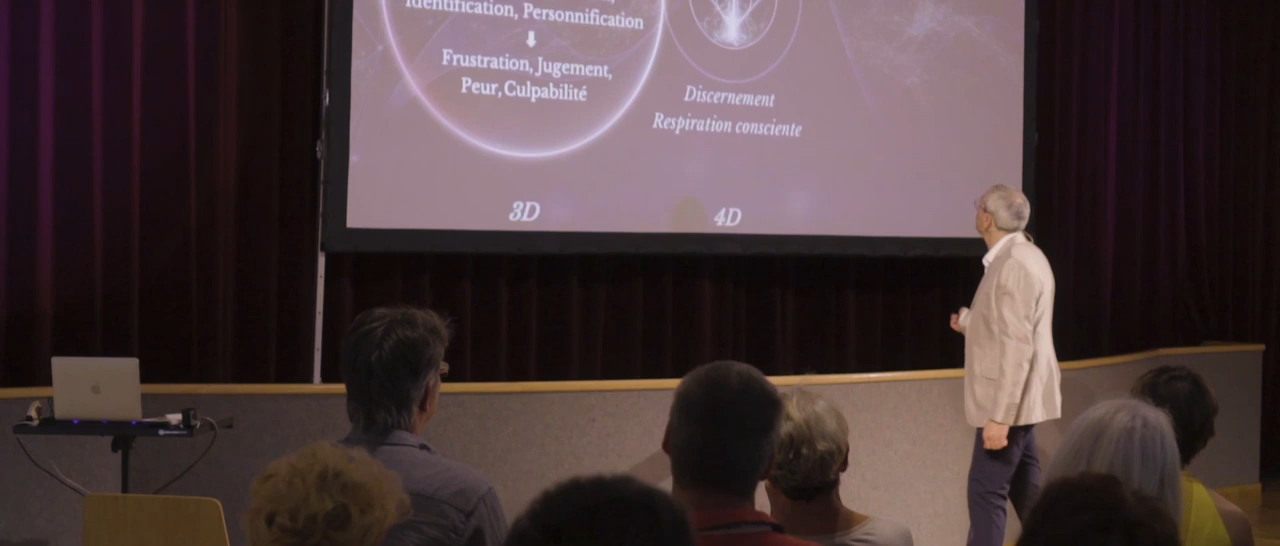 Identification, Personnification
Frustration, Jugement,
Peur, Culpabilité
Discernement
Respiration consciente
3D
4D